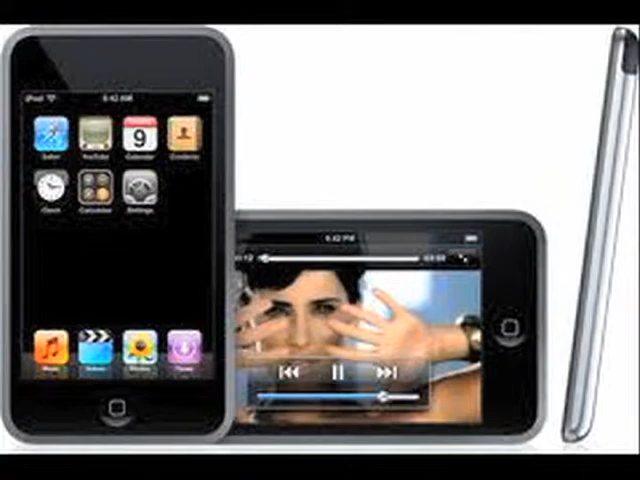 iPod 9:42 AM
Safari YouTube Calendar Contacts
9
Clock Calculator Settings
Music Videos Photos iTunes
9:42 PM